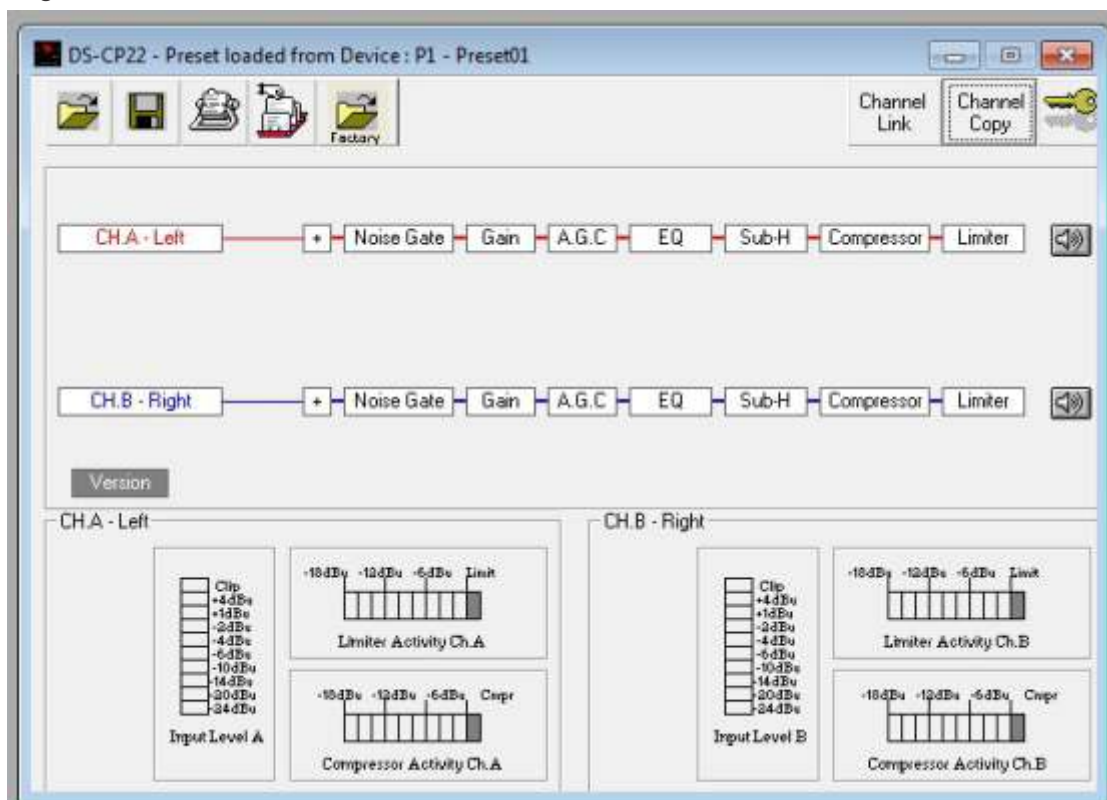 DS-CP22 - Preset loaded from Device : P1 - Preset01
Factory
Channel Link
Channel Copy
CH.A - Left + Noise Gate Gain A.G.C EQ Sub-H Compressor Limiter
CH.B - Right + Noise Gate Gain A.G.C EQ Sub-H Compressor Limiter
Version
CH.A - Left
Clip
+4dBu
+1dBu
-2dBu
-4dBu
-6dBu
-10dBu
-14dBu
-20dBu
-24dBu
Input Level A
-18dBu -12dBu -6dBu Limit
Limiter Activity Ch.A
-18dBu -12dBu -6dBu Cmpr
Compressor Activity Ch.A
CH.B - Right
Clip
+4dBu
+1dBu
-2dBu
-4dBu
-6dBu
-10dBu
-14dBu
-20dBu
-24dBu
Input Level B
-18dBu -12dBu -6dBu Limit
Limiter Activity Ch.B
-18dBu -12dBu -6dBu Cmpr
Compressor Activity Ch.B